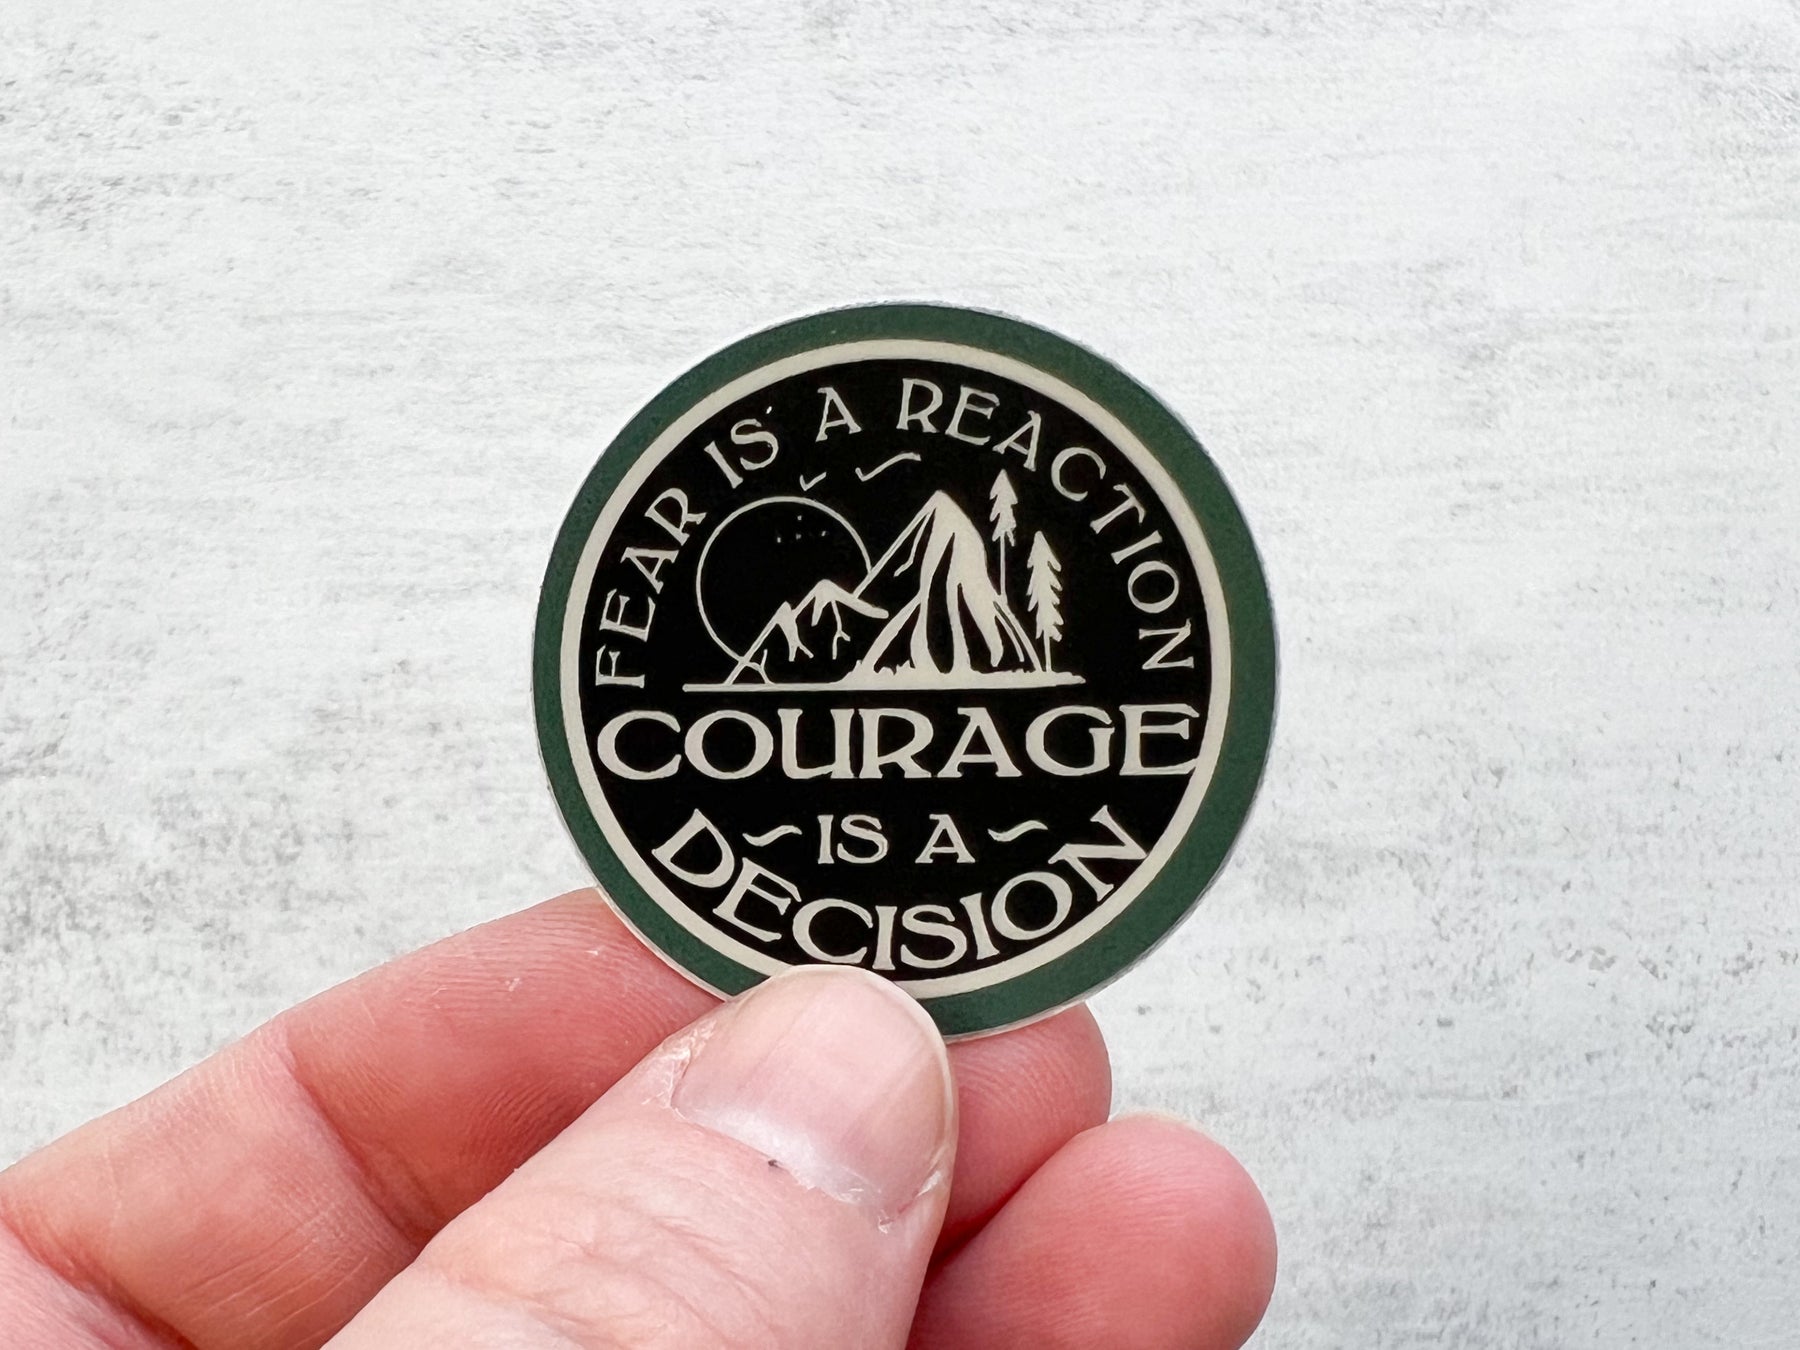 FEAR IS A REACTION
COURAGE
~ IS A ~
DECISION